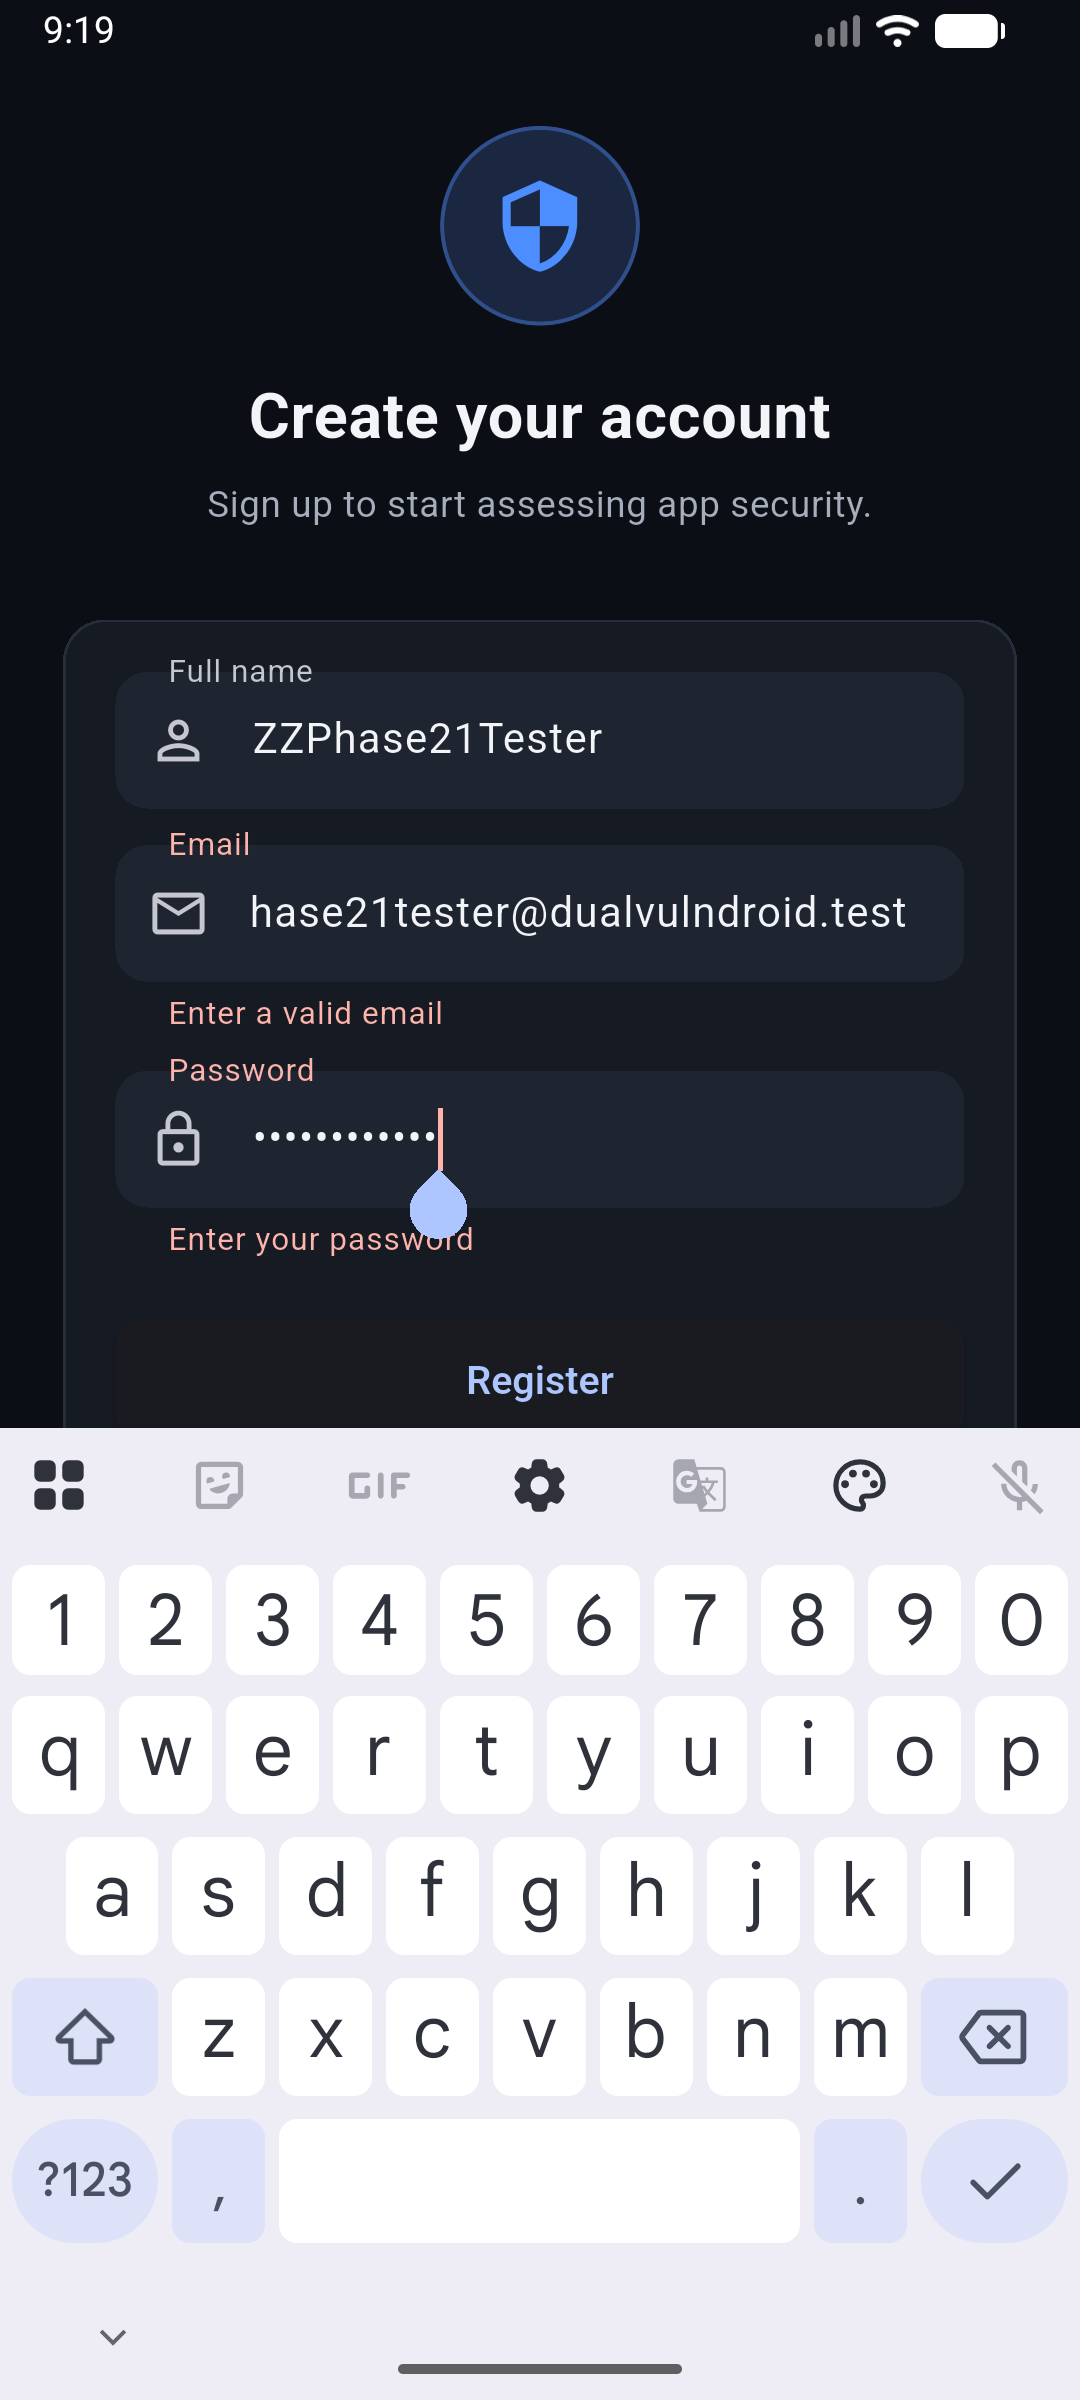 9:19
Create your account
Sign up to start assessing app security.
Full name
ZZPhase21Tester
Email
hase21tester@dualvulndroid.test
Enter a valid email
Password
••••••••••••
Enter your password
Register
GIF
G 文
1 2 3 4 5 6 7 8 9 0
q w e r t y u i o p
a s d f g h j k l
z x c v b n m
?123 , .